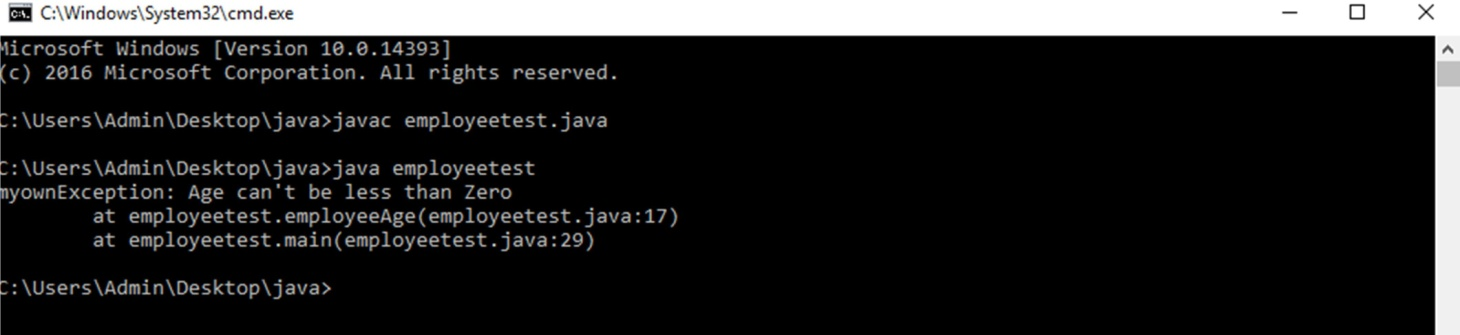 C:\Windows\System32\cmd.exe
Microsoft Windows [Version 10.0.14393]
(c) 2016 Microsoft Corporation. All rights reserved.
C:\Users\Admin\Desktop\java>javac employeetest.java
C:\Users\Admin\Desktop\java>java employeetest
myownException: Age can't be less than Zero
at employeetest.employeeAge(employeetest.java:17)
at employeetest.main(employeetest.java:29)
C:\Users\Admin\Desktop\java>